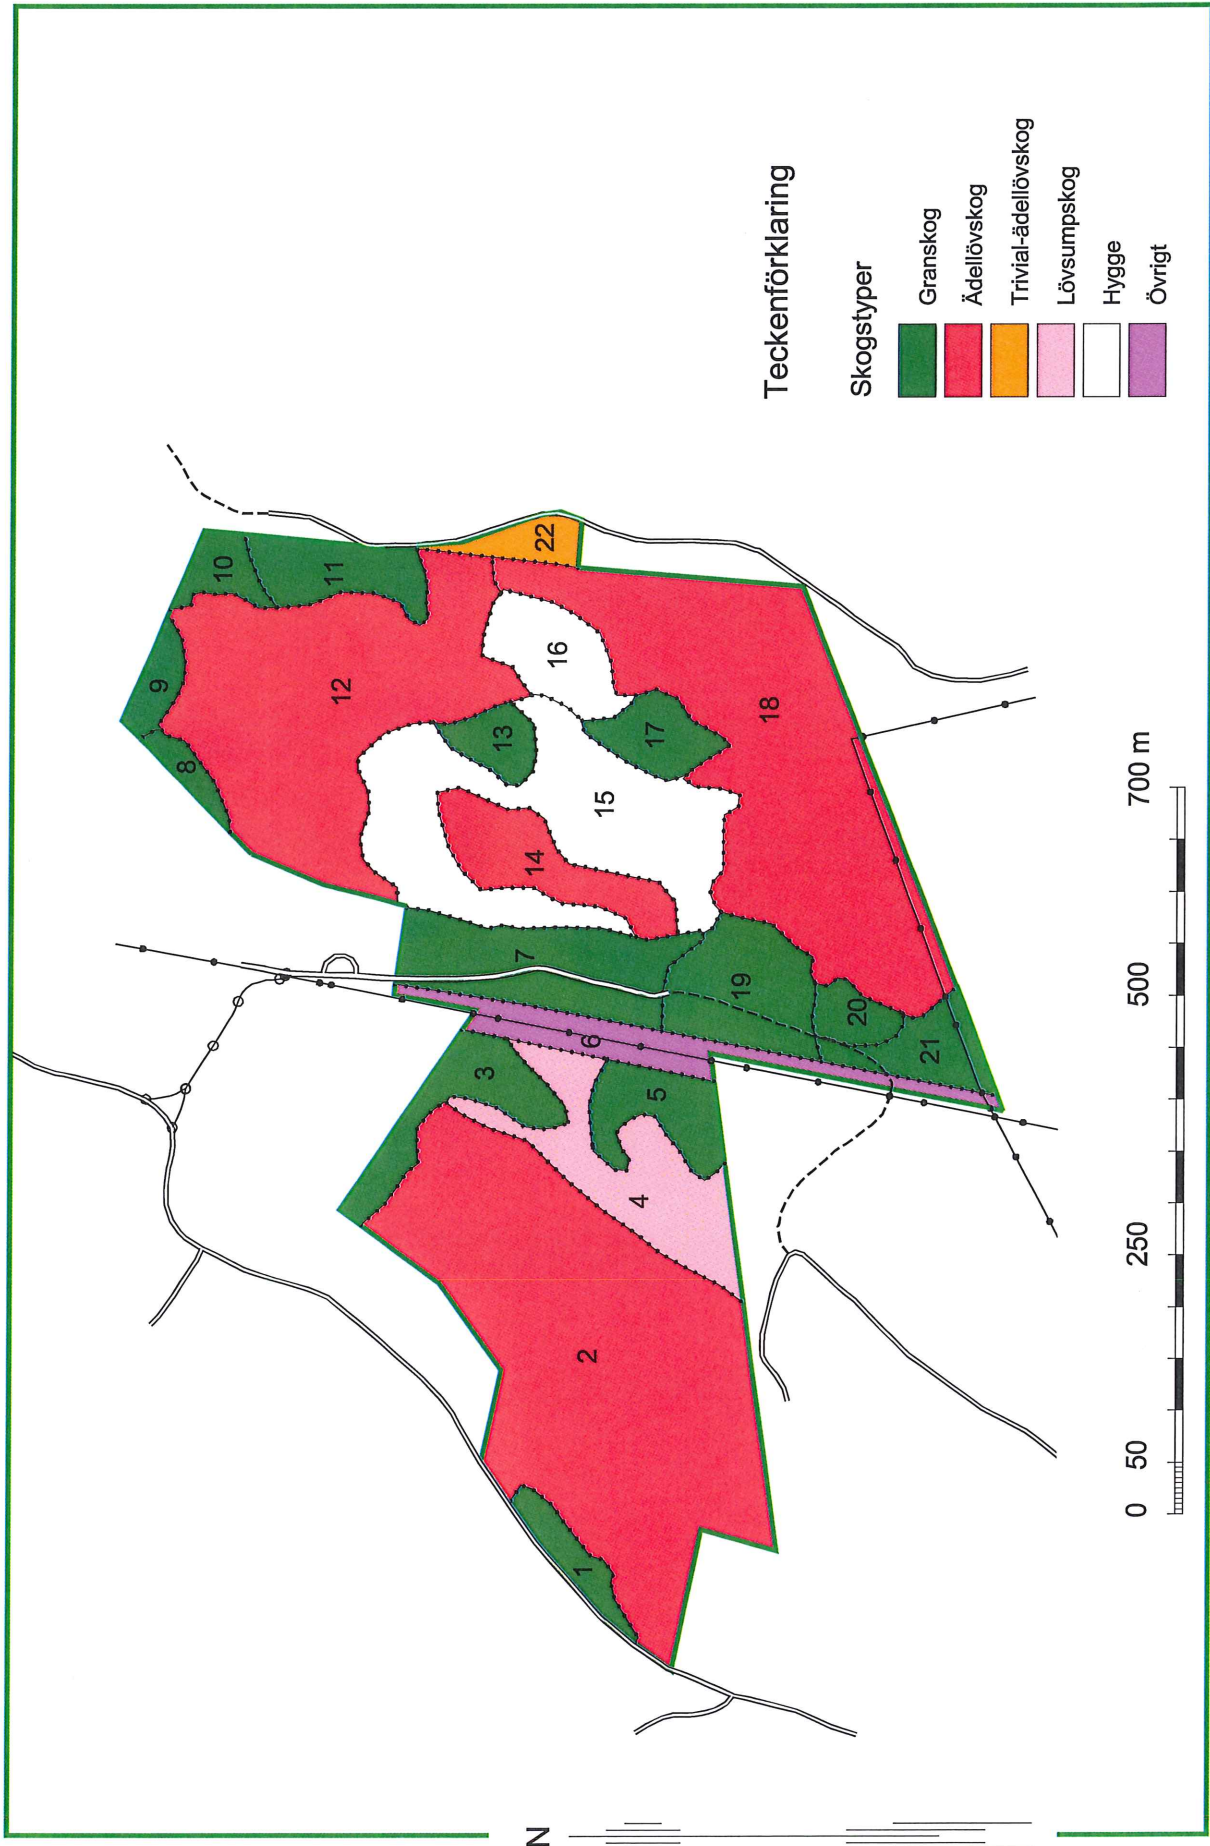 N
1
2
3
4
5
6
7
8
9
10
11
12
13
14
15
16
17
18
19
20
21
22
Teckenförklaring
Skogstyper
Granskog
Ädellövskog
Trivial-ädellövskog
Lövsumpskog
Hygge
Övrigt
0 50 250 500 700 m